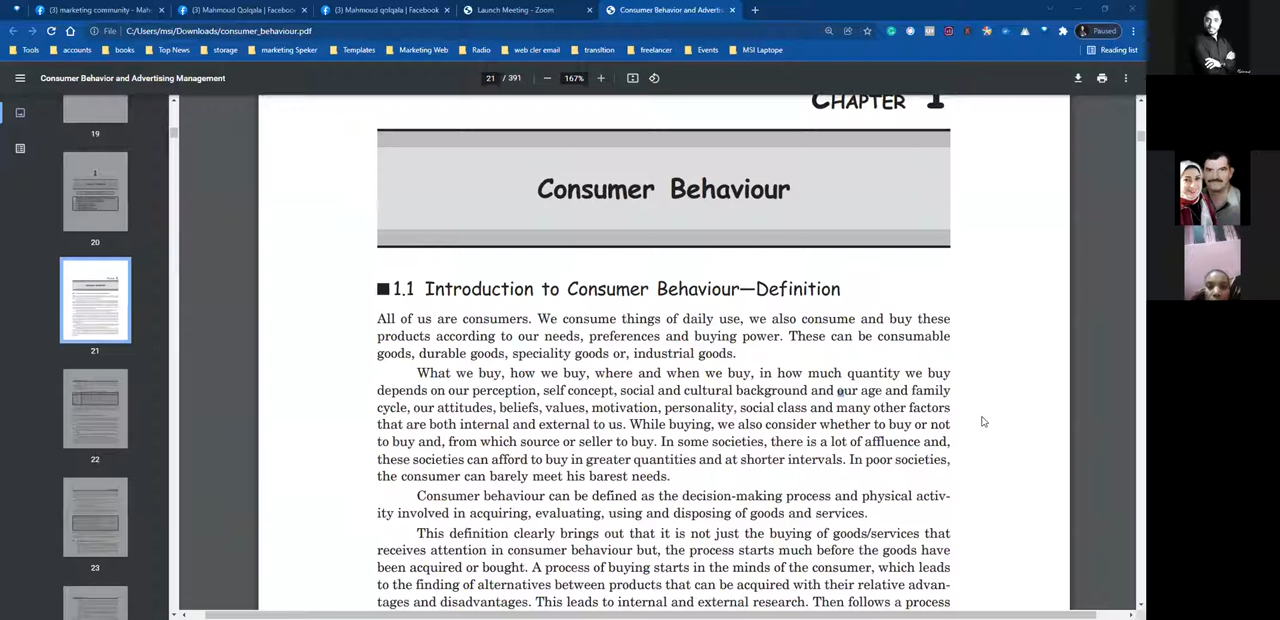 (3) marketing community - Mah
(3) Mahmoud Qolqala | Facebook
(3) Mahmoud qolqala | Facebook
Launch Meeting - Zoom
Consumer Behavior and Adverti
File
C:/Users/msi/Downloads/consumer_behaviour.pdf
Paused
Tools
accounts
books
Top News
storage
marketing Speker
Templates
Marketing Web
Radio
web cler email
transltion
freelancer
Events
MSI Laptope
Reading list
Consumer Behavior and Advertising Management
21 / 391
167%
19
20
21
22
23
CHAPTER 1
Consumer Behaviour
1.1 Introduction to Consumer Behaviour—Definition
All of us are consumers. We consume things of daily use, we also consume and buy these
products according to our needs, preferences and buying power. These can be consumable
goods, durable goods, speciality goods or, industrial goods.
What we buy, how we buy, where and when we buy, in how much quantity we buy
depends on our perception, self concept, social and cultural background and our age and family
cycle, our attitudes, beliefs, values, motivation, personality, social class and many other factors
that are both internal and external to us. While buying, we also consider whether to buy or not
to buy and, from which source or seller to buy. In some societies, there is a lot of affluence and,
these societies can afford to buy in greater quantities and at shorter intervals. In poor societies,
the consumer can barely meet his barest needs.
Consumer behaviour can be defined as the decision-making process and physical activ-
ity involved in acquiring, evaluating, using and disposing of goods and services.
This definition clearly brings out that it is not just the buying of goods/services that
receives attention in consumer behaviour but, the process starts much before the goods have
been acquired or bought. A process of buying starts in the minds of the consumer, which leads
to the finding of alternatives between products that can be acquired with their relative advan-
tages and disadvantages. This leads to internal and external research. Then follows a process